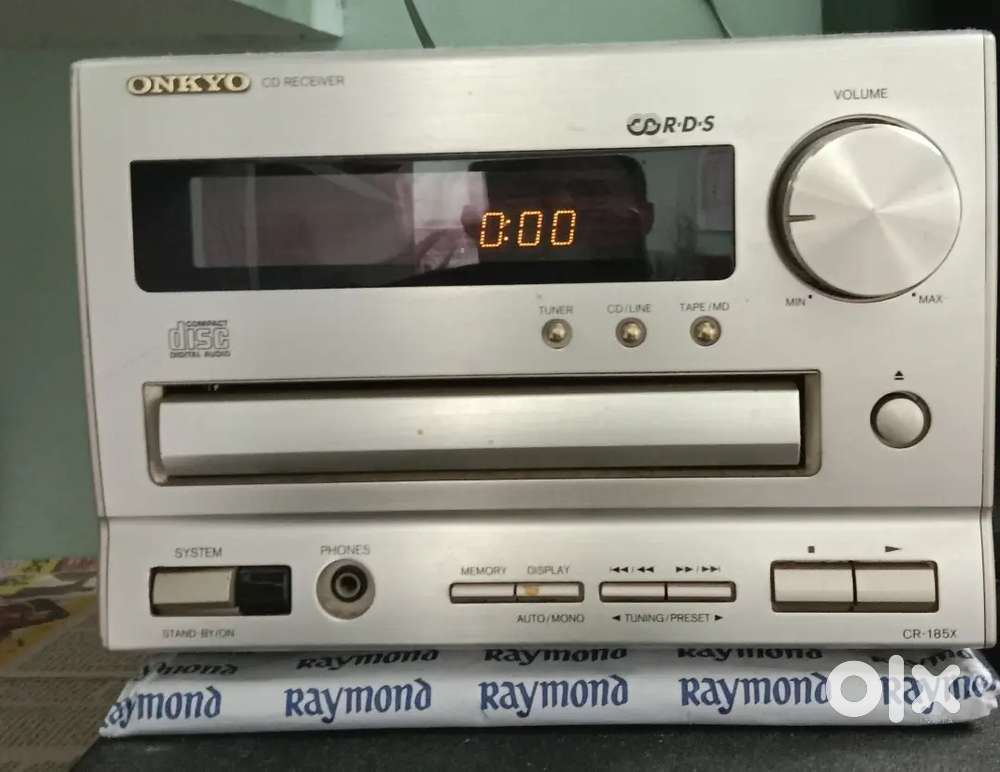 ONKYO CD RECEIVER
VOLUME
R·D·S
0:00
MIN MAX
TUNER CD/LINE TAPE/MD
COMPACT
disc
DIGITAL AUDIO
SYSTEM
PHONES
MEMORY DISPLAY
AUTO/MONO
TUNING/PRESET
STAND-BY/ON
CR-185X
Raymond Raymond Raymond Raymond
aymond Raymond Raymond Raymond Raymo
olx